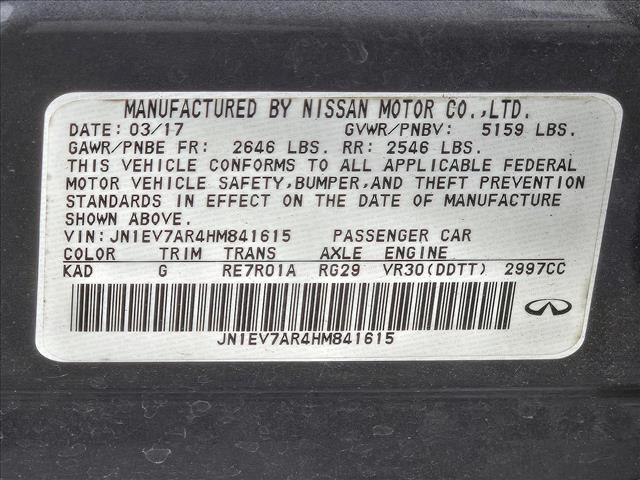 MANUFACTURED BY NISSAN MOTOR CO.,LTD.
DATE: 03/17 GVWR/PNBV: 5159 LBS.
GAWR/PNBE FR: 2646 LBS. RR: 2546 LBS.
THIS VEHICLE CONFORMS TO ALL APPLICABLE FEDERAL
MOTOR VEHICLE SAFETY,BUMPER,AND THEFT PREVENTION
STANDARDS IN EFFECT ON THE DATE OF MANUFACTURE
SHOWN ABOVE.
VIN: JN1EV7AR4HM841615 PASSENGER CAR
COLOR TRIM TRANS AXLE ENGINE
KAD G RE7R01A RG29 VR30(DDTT) 2997CC
JN1EV7AR4HM841615